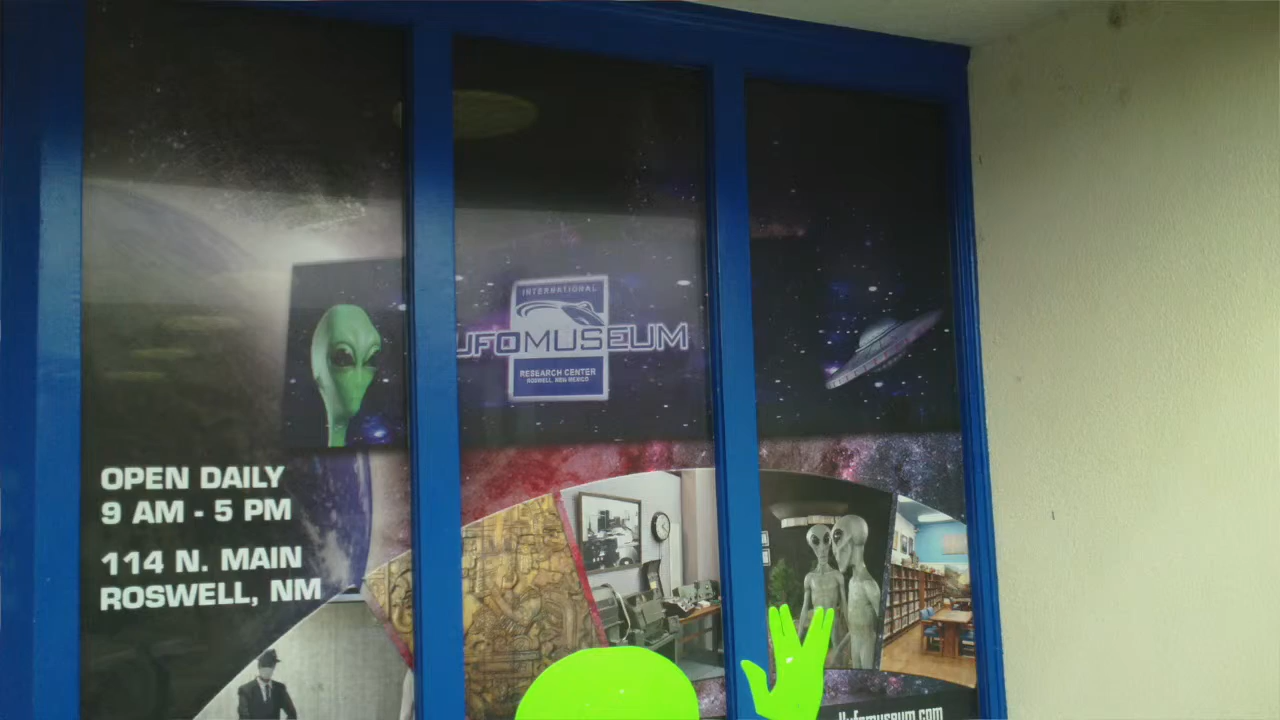 INTERNATIONAL
UFOMUSEUM
RESEARCH CENTER
ROSWELL, NEW MEXICO
OPEN DAILY
9 AM - 5 PM
114 N. MAIN
ROSWELL, NM